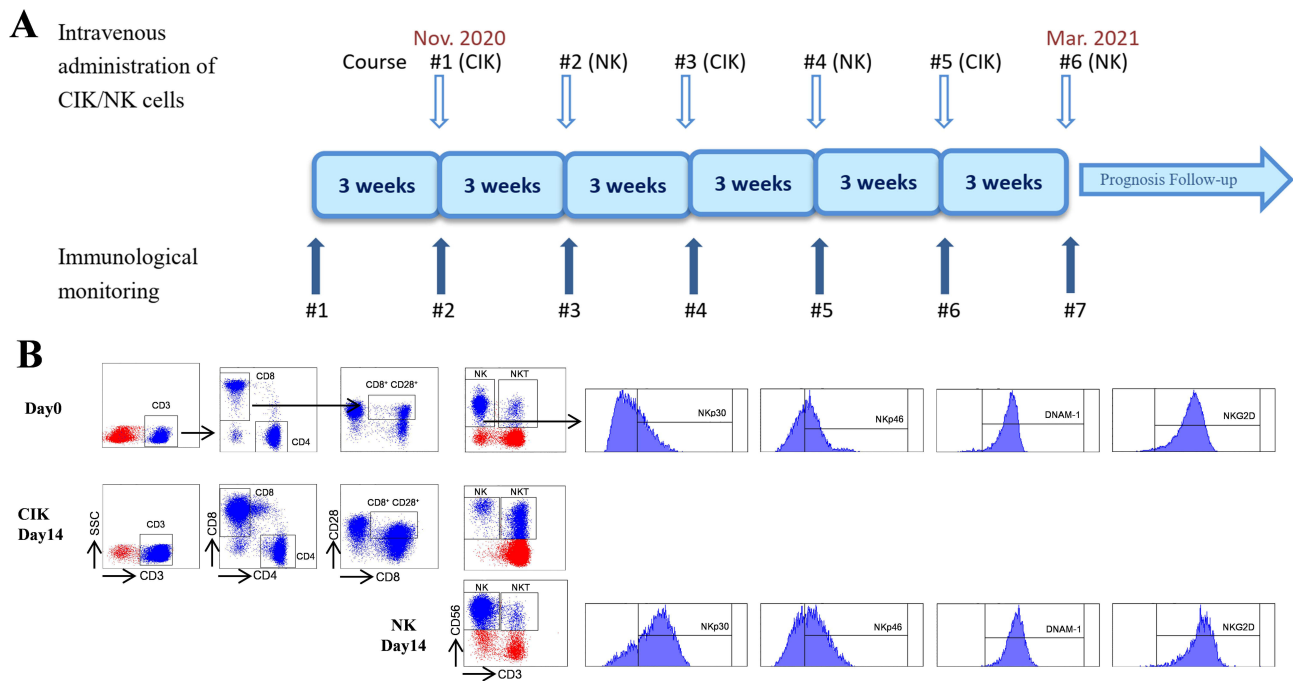 A
Intravenous
administration of
CIK/NK cells
Nov. 2020
Mar. 2021
Course #1 (CIK) #2 (NK) #3 (CIK) #4 (NK) #5 (CIK) #6 (NK)
3 weeks 3 weeks 3 weeks 3 weeks 3 weeks 3 weeks
Prognosis Follow-up
Immunological
monitoring
#1 #2 #3 #4 #5 #6 #7
B
Day0
CD3
CD8
CD4
CD8⁺ CD28⁺
NK NKT
NKp30
NKp46
DNAM-1
NKG2D
CIK
Day14
SSC
CD3
CD3
CD8
CD8
CD4
CD4
CD28
CD8⁺ CD28⁺
CD8
NK NKT
NK
Day14
CD56
NK NKT
CD3
NKp30
NKp46
DNAM-1
NKG2D